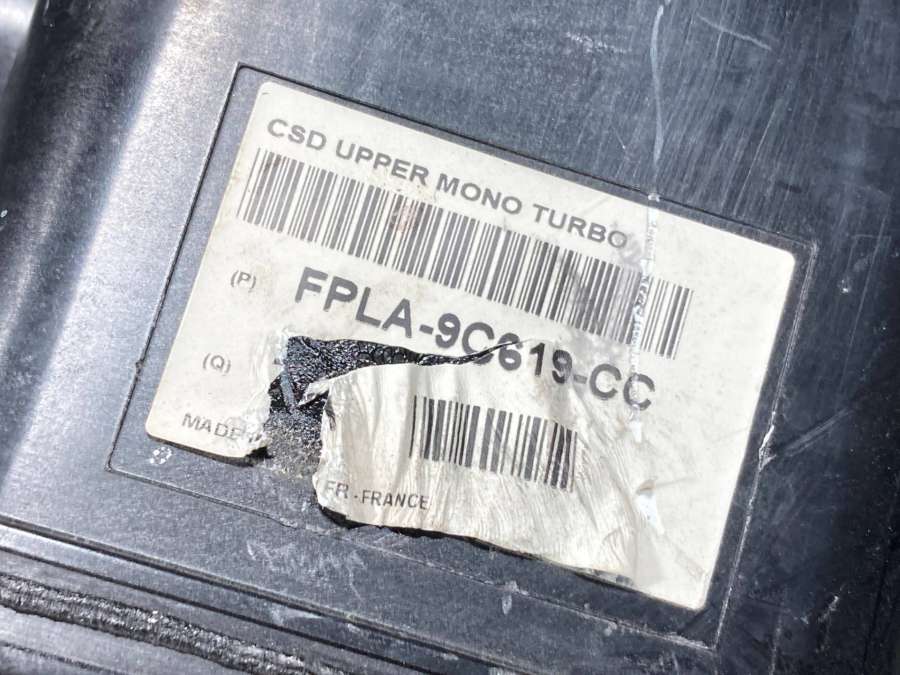 CSD UPPER MONO TURBO
(P) FPLA-9C619-CC
(Q)
MADE
FR - FRANCE